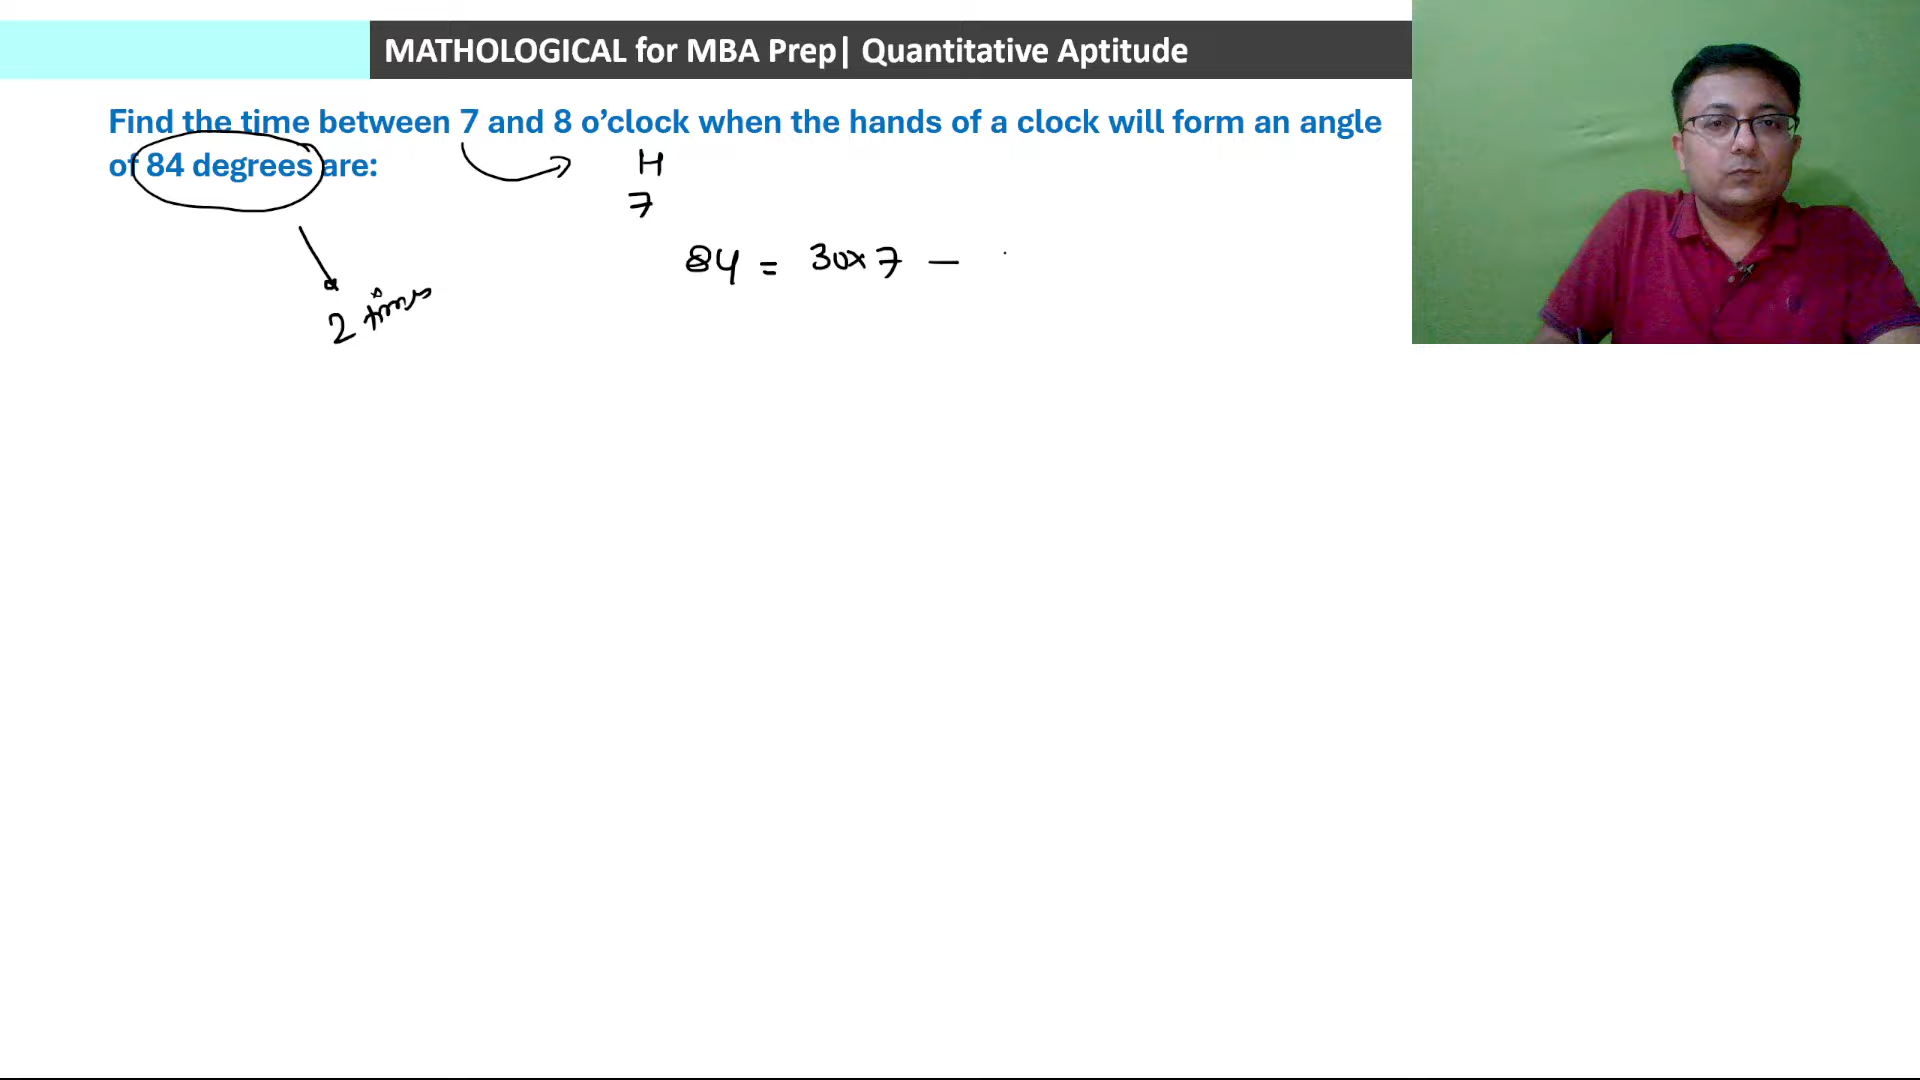 MATHOLOGICAL for MBA Prep| Quantitative Aptitude
Find the time between 7 and 8 o’clock when the hands of a clock will form an angle
of 84 degrees are:
H
7
84 = 30x 7 —
2 times